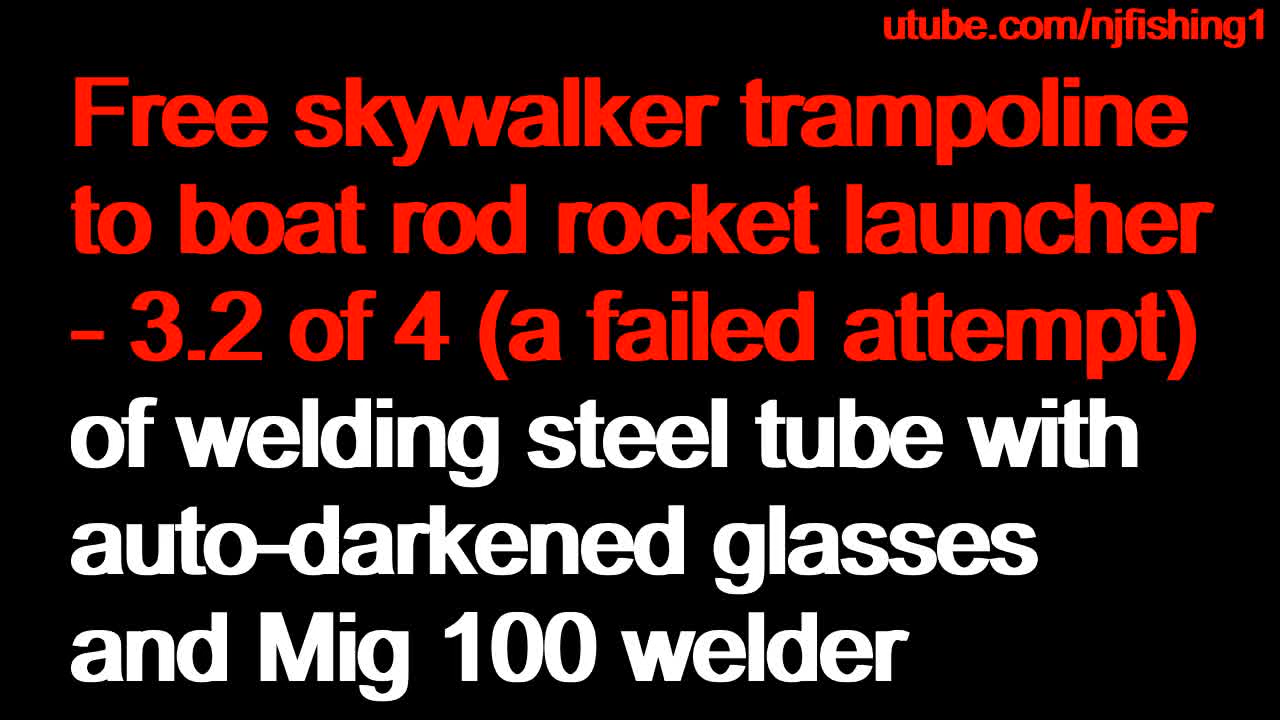 utube.com/njfishing1
Free skywalker trampoline
to boat rod rocket launcher
- 3.2 of 4 (a failed attempt)
of welding steel tube with
auto-darkened glasses
and Mig 100 welder